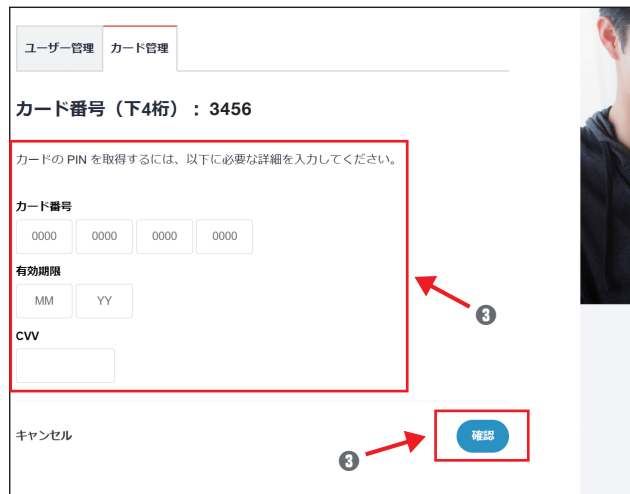 ユーザー管理 カード管理
カード番号（下4桁）：3456
カードの PIN を取得するには、以下に必要な詳細を入力してください。
カード番号
0000 0000 0000 0000
有効期限
MM YY
CVV
❸
キャンセル
確認
❸